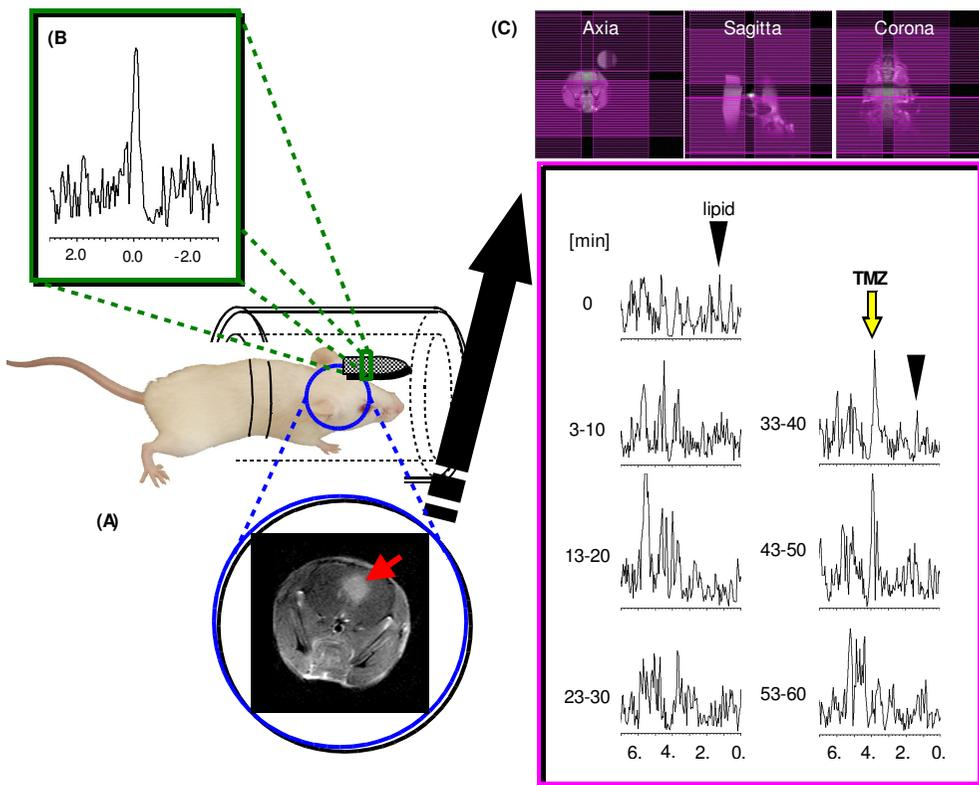 (B
2.0 0.0 -2.0
(A)
(C)
Axia Sagitta Corona
lipid
[min]
0
TMZ
3-10
33-40
13-20
43-50
23-30
53-60
6. 4. 2. 0. 6. 4. 2. 0.